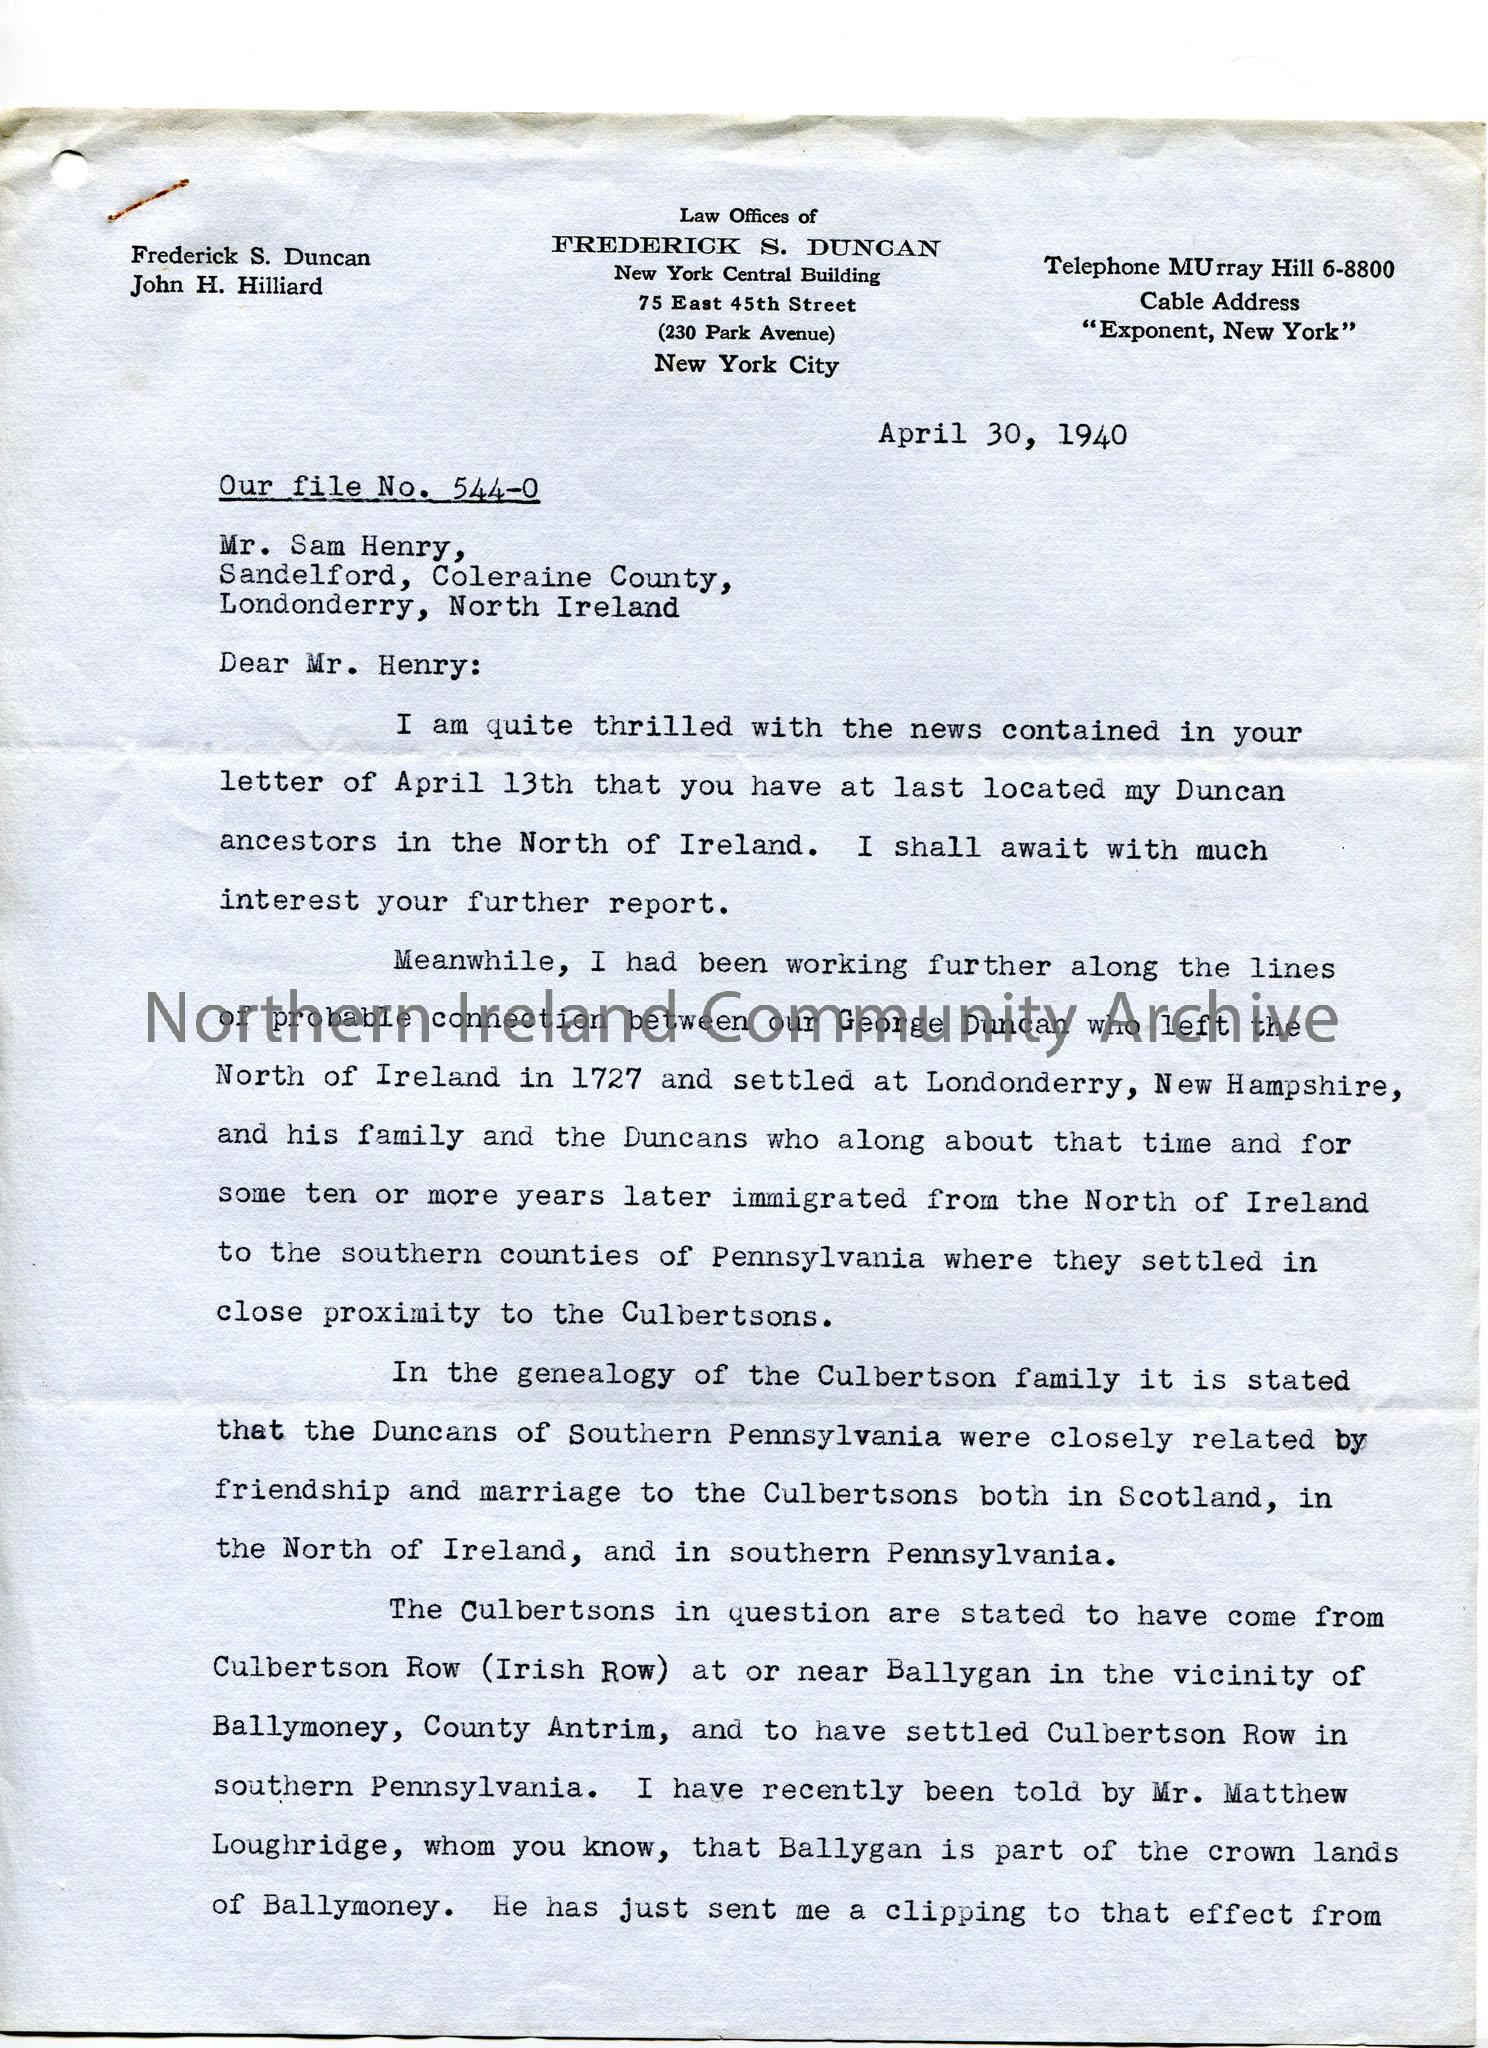 Law Offices of
FREDERICK S. DUNCAN
New York Central Building
75 East 45th Street
(230 Park Avenue)
New York City
Frederick S. Duncan
John H. Hilliard
Telephone MUrray Hill 6-8800
Cable Address
"Exponent, New York"
April 30, 1940
Our file No. 544-0
Mr. Sam Henry,
Sandelford, Coleraine County,
Londonderry, North Ireland
Dear Mr. Henry:
I am quite thrilled with the news contained in your
letter of April 13th that you have at last located my Duncan
ancestors in the North of Ireland. I shall await with much
interest your further report.
Meanwhile, I had been working further along the lines
of probable connection between our George Duncan who left the
Northern Ireland Community Archive
North of Ireland in 1727 and settled at Londonderry, New Hampshire,
and his family and the Duncans who along about that time and for
some ten or more years later immigrated from the North of Ireland
to the southern counties of Pennsylvania where they settled in
close proximity to the Culbertsons.
In the genealogy of the Culbertson family it is stated
that the Duncans of Southern Pennsylvania were closely related by
friendship and marriage to the Culbertsons both in Scotland, in
the North of Ireland, and in southern Pennsylvania.
The Culbertsons in question are stated to have come from
Culbertson Row (Irish Row) at or near Ballygan in the vicinity of
Ballymoney, County Antrim, and to have settled Culbertson Row in
southern Pennsylvania. I have recently been told by Mr. Matthew
Loughridge, whom you know, that Ballygan is part of the crown lands
of Ballymoney. He has just sent me a clipping to that effect from